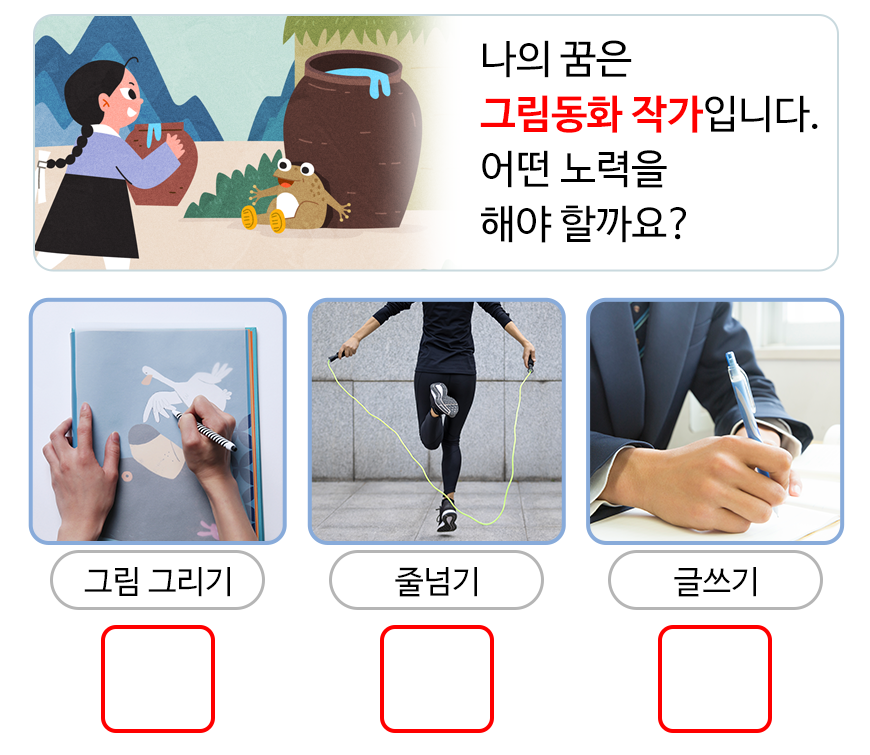 나의 꿈은
그림동화 작가입니다.
어떤 노력을
해야 할까요?
그림 그리기
줄넘기
글쓰기